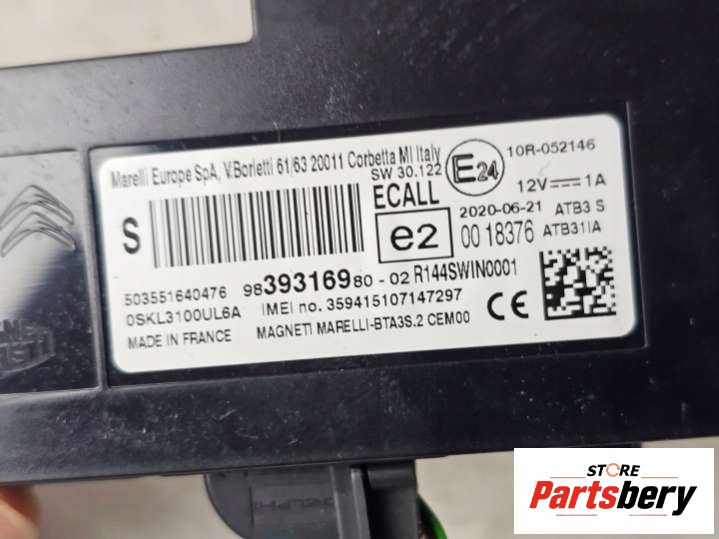 Marelli Europe SpA, V.Borletti 61/63 20011 Corbetta MI Italy
SW 30.122
E24
10R-052146
12V 1A
ECALL
S
e2
2020-06-21
ATB3 S
00 18376
ATB311A
503551640476
9839316980-02
R144SWIN0001
0SKL3100UL6A
IMEI no. 359415107147297
CE
MADE IN FRANCE
MAGNETI MARELLI-BTA3S.2 CEM00
STORE
Partsbery